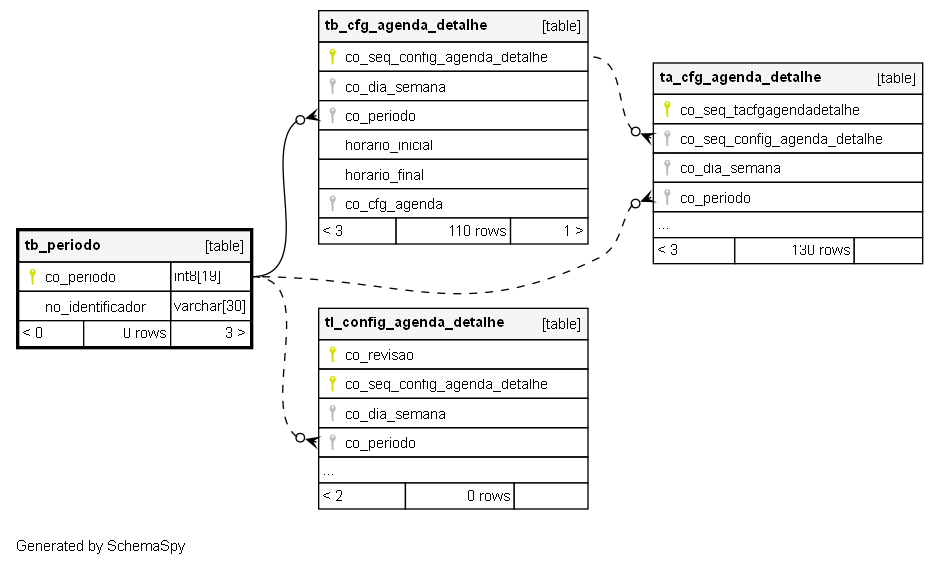 tb_cfg_agenda_detalhe [table]
co_seq_config_agenda_detalhe
co_dia_semana
co_periodo
horario_inicial
horario_final
co_cfg_agenda
< 3 110 rows 1 >
ta_cfg_agenda_detalhe [table]
co_seq_tacfgagendadetalhe
co_seq_config_agenda_detalhe
co_dia_semana
co_periodo
...
< 3 130 rows
tb_periodo [table]
co_periodo int8[19]
no_identificador varchar[30]
< 0 0 rows 3 >
tl_config_agenda_detalhe [table]
co_revisao
co_seq_config_agenda_detalhe
co_dia_semana
co_periodo
...
< 2 0 rows
Generated by SchemaSpy